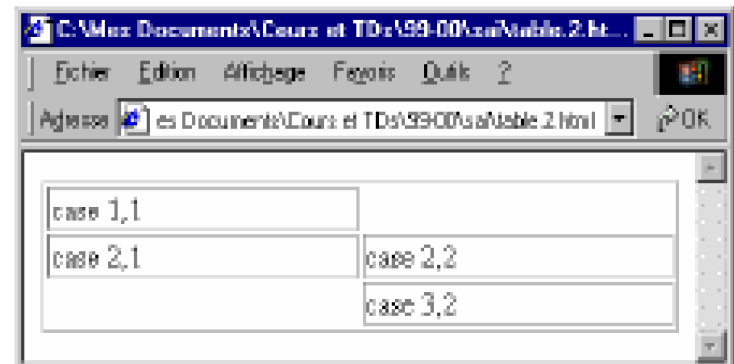 C:\Mes Documents\Cours et TDs\99-00\sai\table.2.ht...
Fichier Edition Affichage Favoris Outils ?
Adresse es Documents\Cours et TDs\99-00\sai\table.2.html OK
case 1,1
case 2,1 case 2,2
case 3,2